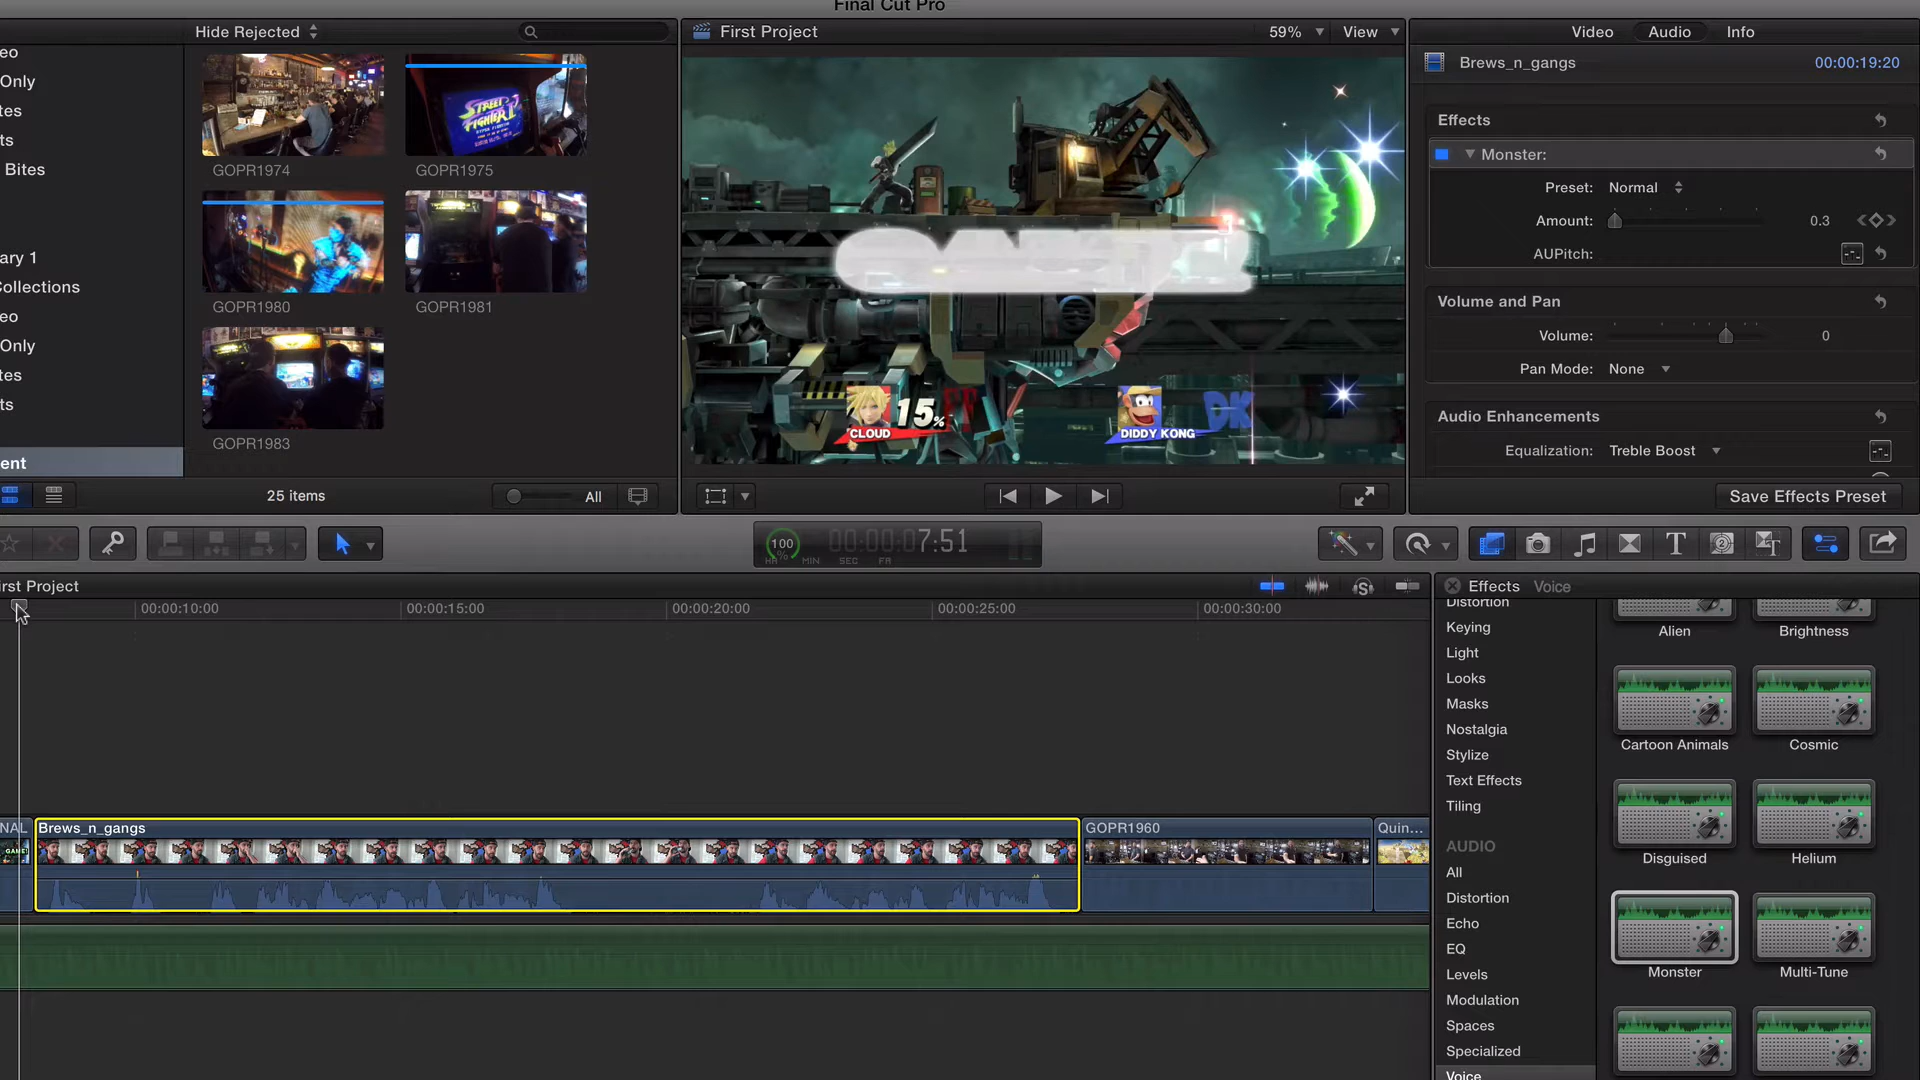 Final Cut Pro
Hide Rejected
First Project
59%
View
Video
Audio
Info
Only
Bites
ary 1
ollections
Only
ent
STREET FIGHTER II
GOPR1974
GOPR1975
GOPR1980
GOPR1981
GOPR1983
15%
CLOUD
DIDDY KONG
DK
Brews_n_gangs
00:00:19:20
Effects
Monster:
Preset: Normal
Amount: 0.3
AUPitch:
Volume and Pan
Volume: 0
Pan Mode: None
Audio Enhancements
Equalization: Treble Boost
Save Effects Preset
25 items
All
100 %
00:00:07:51
HR MIN SEC FR
irst Project
00:00:10:00
00:00:15:00
00:00:20:00
00:00:25:00
00:00:30:00
NAL
Brews_n_gangs
GOPR1960
Quin...
GAME!
Effects
Voice
Distortion
Keying
Light
Looks
Masks
Nostalgia
Stylize
Text Effects
Tiling
AUDIO
All
Distortion
Echo
EQ
Levels
Modulation
Spaces
Specialized
Voice
Alien
Brightness
Cartoon Animals
Cosmic
Disguised
Helium
Monster
Multi-Tune